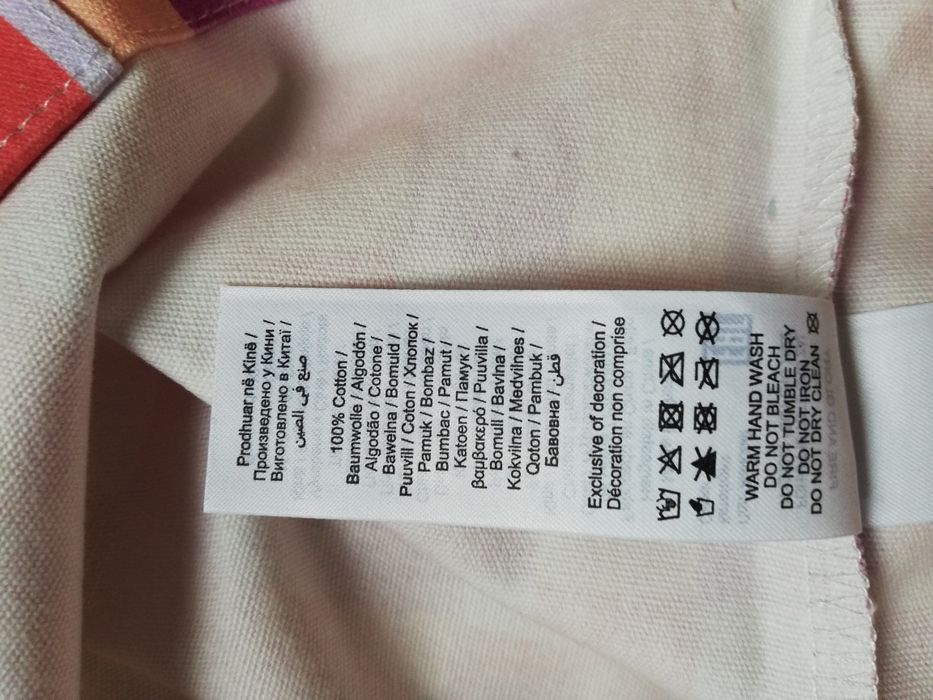 Prodhuar në Kinë /
Произведено у Кини /
Виготовлено в Китаї /
صنع في الصين
100% Cotton /
Baumwolle / Algodón /
Algodão / Cotone /
Bawełna / Bomuld /
Puuvill / Coton / Хлопок /
Pamuk / Bombaz /
Bumbac / Pamut /
Katoen / Памук /
βαμβακερό / Puuvilla /
Bomull / Bavlna /
Kokvilna / Medvilnes /
Qoton / Pambuk /
Бавовна / قطن
Exclusive of decoration /
Décoration non comprise
WARM HAND WASH
DO NOT BLEACH
DO NOT TUMBLE DRY
DO NOT IRON
DO NOT DRY CLEAN